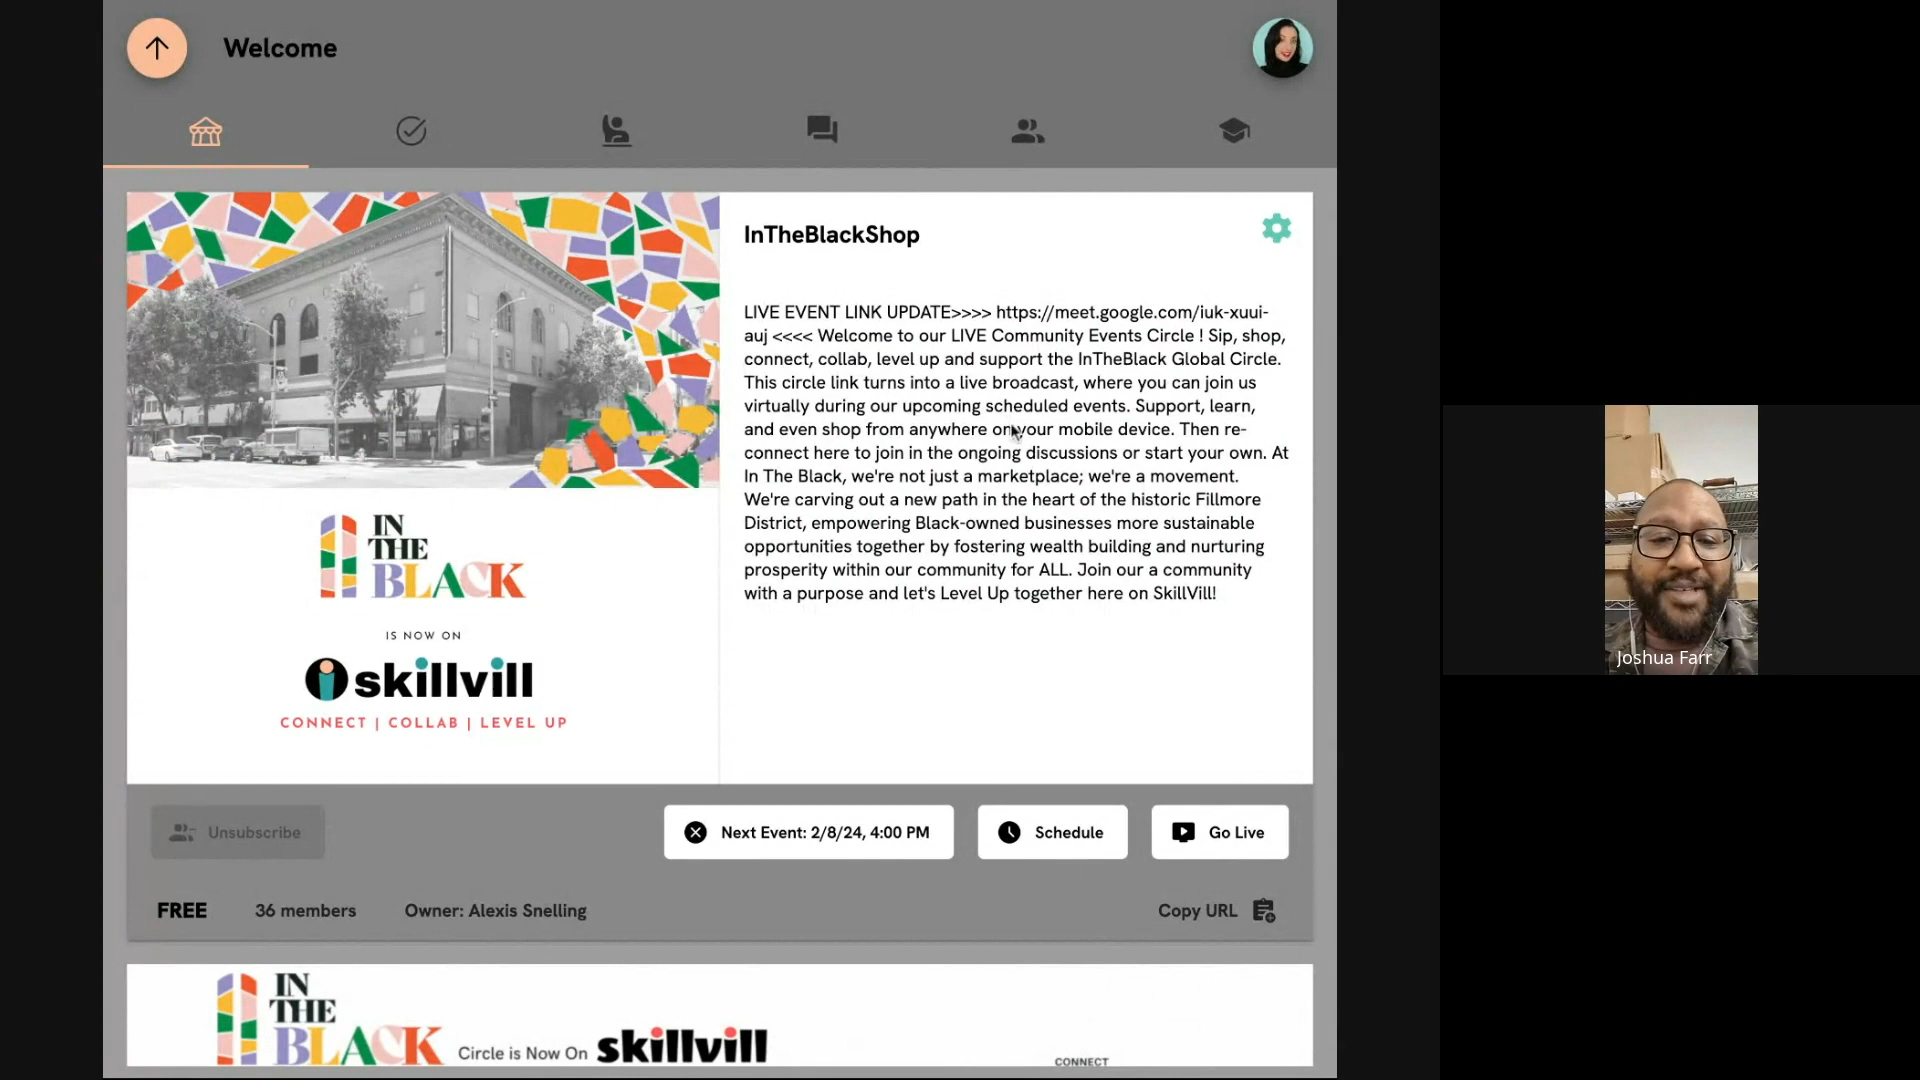 Welcome
InTheBlackShop
LIVE EVENT LINK UPDATE>>>> https://meet.google.com/iuk-xuui-
auj <<<< Welcome to our LIVE Community Events Circle ! Sip, shop,
connect, collab, level up and support the InTheBlack Global Circle.
This circle link turns into a live broadcast, where you can join us
virtually during our upcoming scheduled events. Support, learn,
and even shop from anywhere on your mobile device. Then re-
connect here to join in the ongoing discussions or start your own. At
In The Black, we're not just a marketplace; we're a movement.
We're carving out a new path in the heart of the historic Fillmore
District, empowering Black-owned businesses more sustainable
opportunities together by fostering wealth building and nurturing
prosperity within our community for ALL. Join our a community
with a purpose and let's Level Up together here on SkillVill!
IN
THE
BLACK
IS NOW ON
skillvill
CONNECT | COLLAB | LEVEL UP
Unsubscribe
Next Event: 2/8/24, 4:00 PM
Schedule
Go Live
FREE
36 members
Owner: Alexis Snelling
Copy URL
IN
THE
BLACK
Circle is Now On skillvill
CONNECT
Joshua Farr